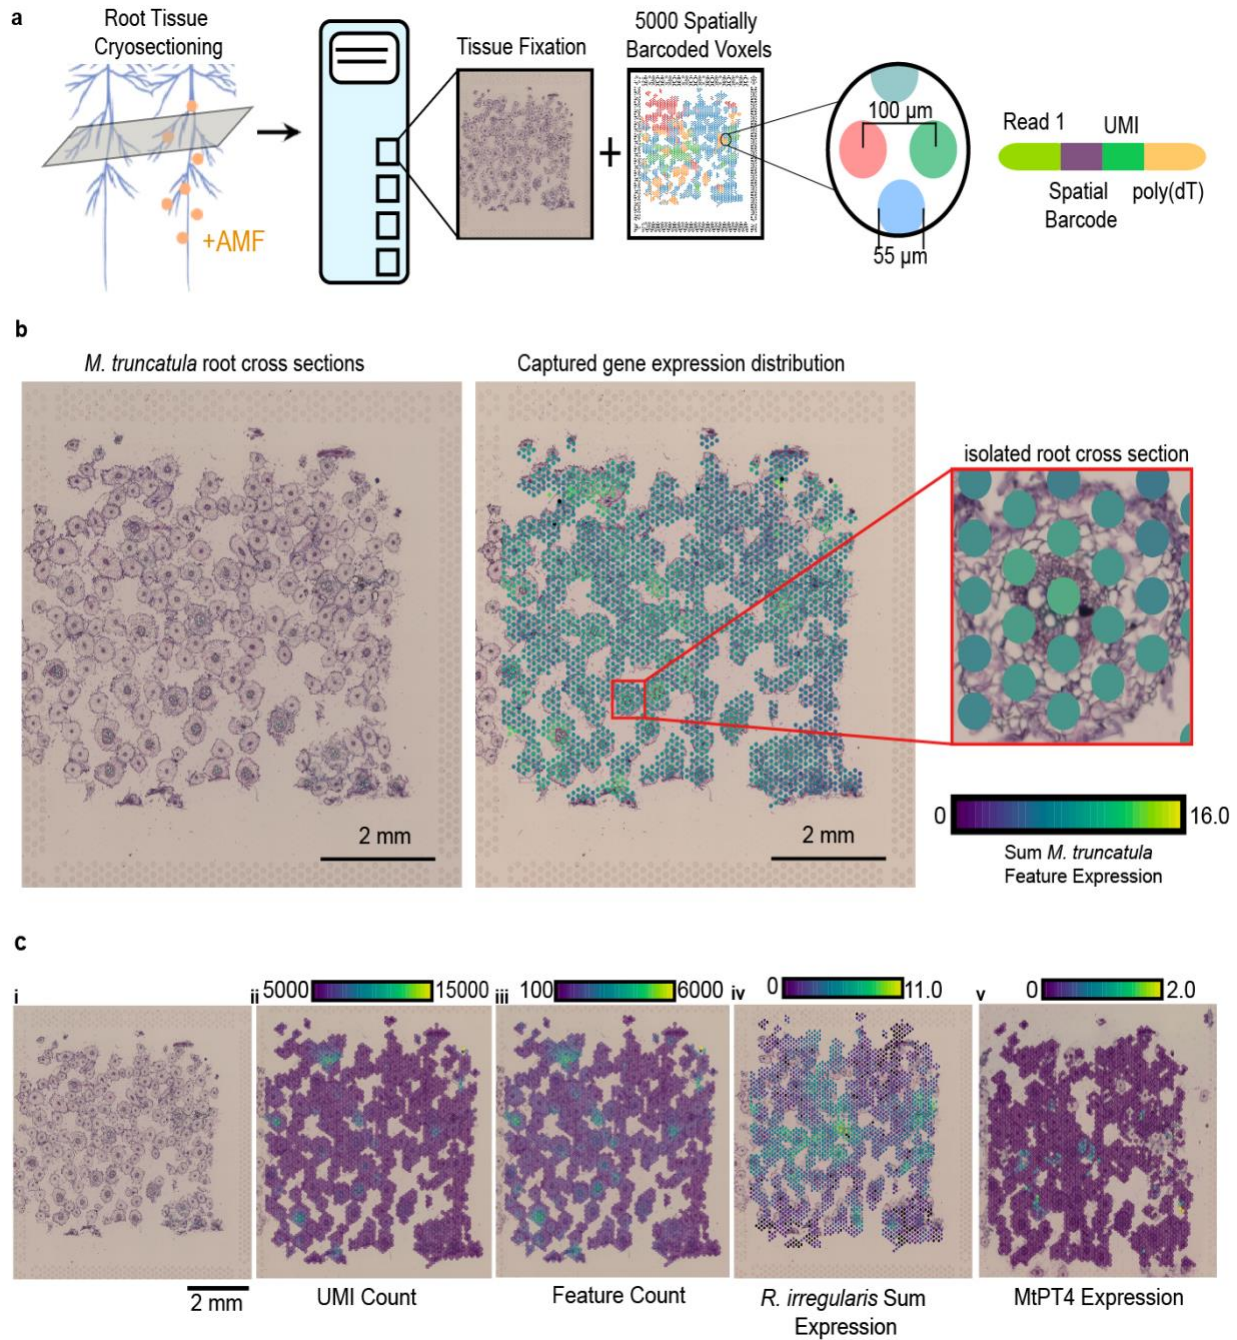 a
Root Tissue
Cryosectioning
+AMF
Tissue Fixation
5000 Spatially
Barcoded Voxels
100 µm
55 µm
Read 1
UMI
Spatial
Barcode
poly(dT)
b
M. truncatula root cross sections
2 mm
Captured gene expression distribution
2 mm
isolated root cross section
0
16.0
Sum M. truncatula
Feature Expression
c
i
2 mm
ii
5000
15000
UMI Count
iii
100
6000
Feature Count
iv
0
11.0
R. irregularis Sum
Expression
v
0
2.0
MtPT4 Expression